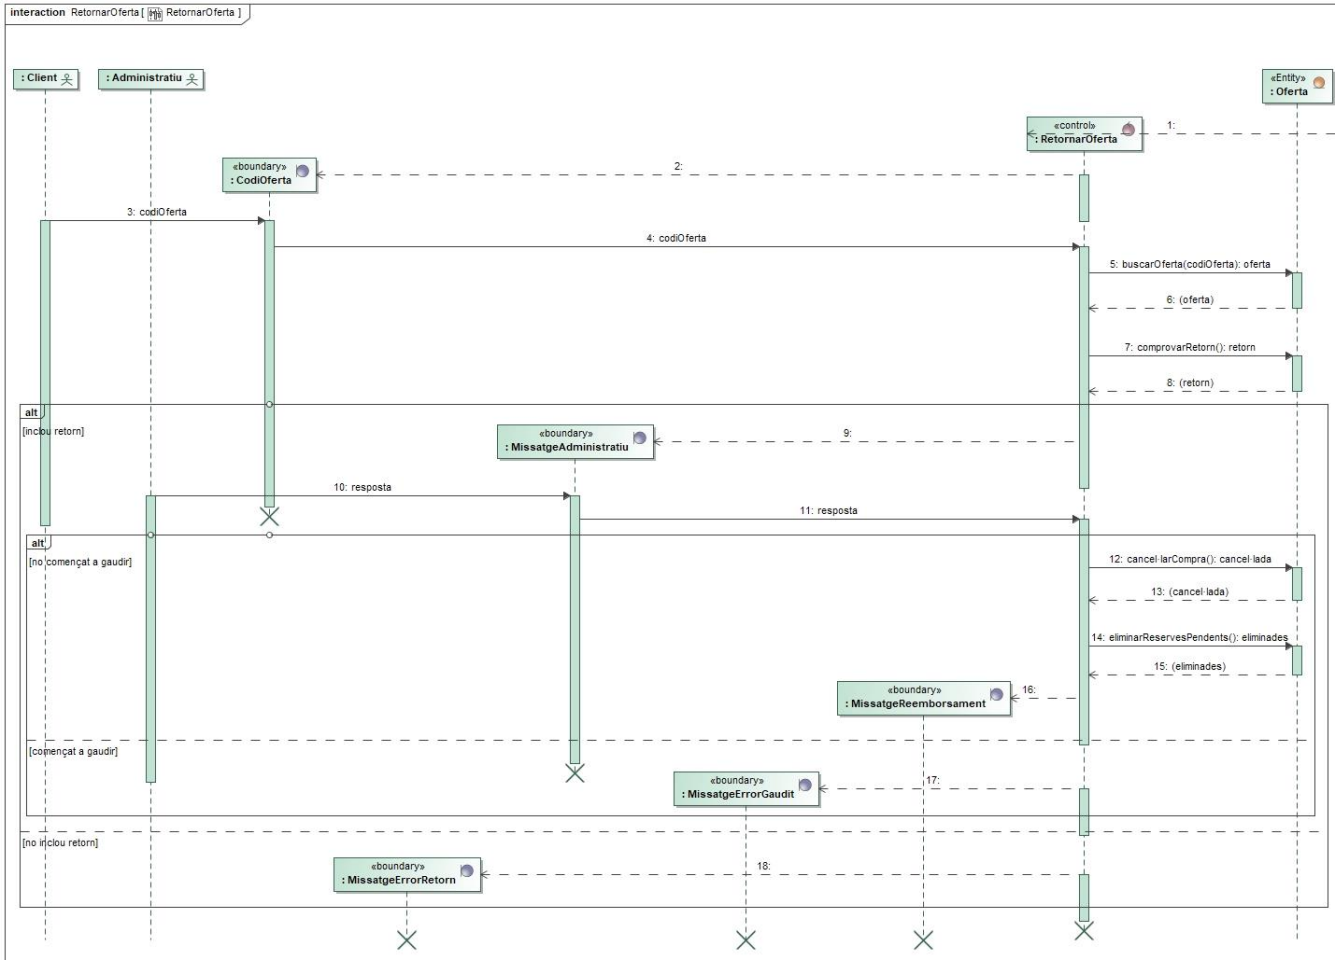 interaction RetornarOferta [ RetornarOferta ]
: Client
: Administratiu
«Entity»
: Oferta
«control»
: RetornarOferta
1:
«boundary»
: CodiOferta
2:
3: codiOferta
4: codiOferta
5: buscarOferta(codiOferta): oferta
6: (oferta)
7: comprovarRetorn(): retorn
8: (retorn)
alt
[inclou retorn]
«boundary»
: MissatgeAdministratiu
9:
10: resposta
11: resposta
alt
[no començat a gaudir]
12: cancel·larCompra(): cancel·lada
13: (cancel·lada)
14: eliminarReservesPendents(): eliminades
15: (eliminades)
«boundary»
: MissatgeReemborsament
16:
[començat a gaudir]
«boundary»
: MissatgeErrorGaudit
17:
[no inclou retorn]
«boundary»
: MissatgeErrorRetorn
18: